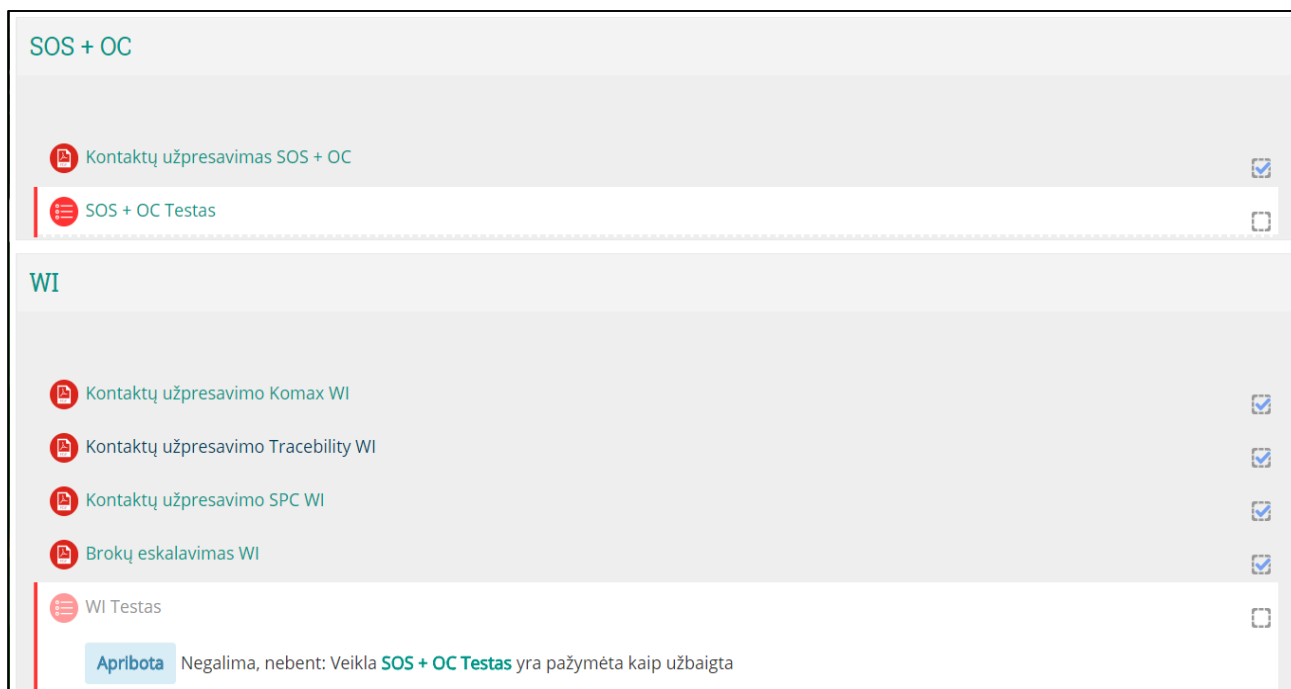 SOS + OC
Kontaktų užpresavimas SOS + OC
SOS + OC Testas
WI
Kontaktų užpresavimo Komax WI
Kontaktų užpresavimo Tracebility WI
Kontaktų užpresavimo SPC WI
Brokų eskalavimas WI
WI Testas
Apribota Negalima, nebent: Veikla SOS + OC Testas yra pažymėta kaip užbaigta